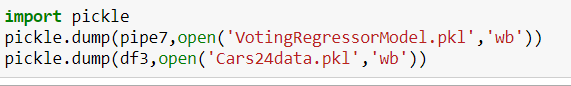 import pickle
pickle.dump(pipe7,open('VotingRegressorModel.pkl','wb'))
pickle.dump(df3,open('Cars24data.pkl','wb'))